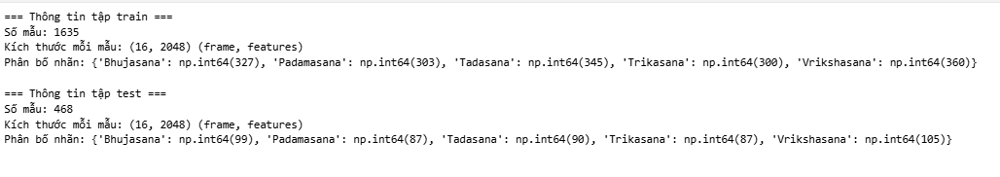 === Thông tin tập train ===
Số mẫu: 1635
Kích thước mỗi mẫu: (16, 2048) (frame, features)
Phân bố nhãn: {'Bhujasana': np.int64(327), 'Padamasana': np.int64(303), 'Tadasana': np.int64(345), 'Trikasana': np.int64(300), 'Vrikshasana': np.int64(360)}
=== Thông tin tập test ===
Số mẫu: 468
Kích thước mỗi mẫu: (16, 2048) (frame, features)
Phân bố nhãn: {'Bhujasana': np.int64(99), 'Padamasana': np.int64(87), 'Tadasana': np.int64(90), 'Trikasana': np.int64(87), 'Vrikshasana': np.int64(105)}